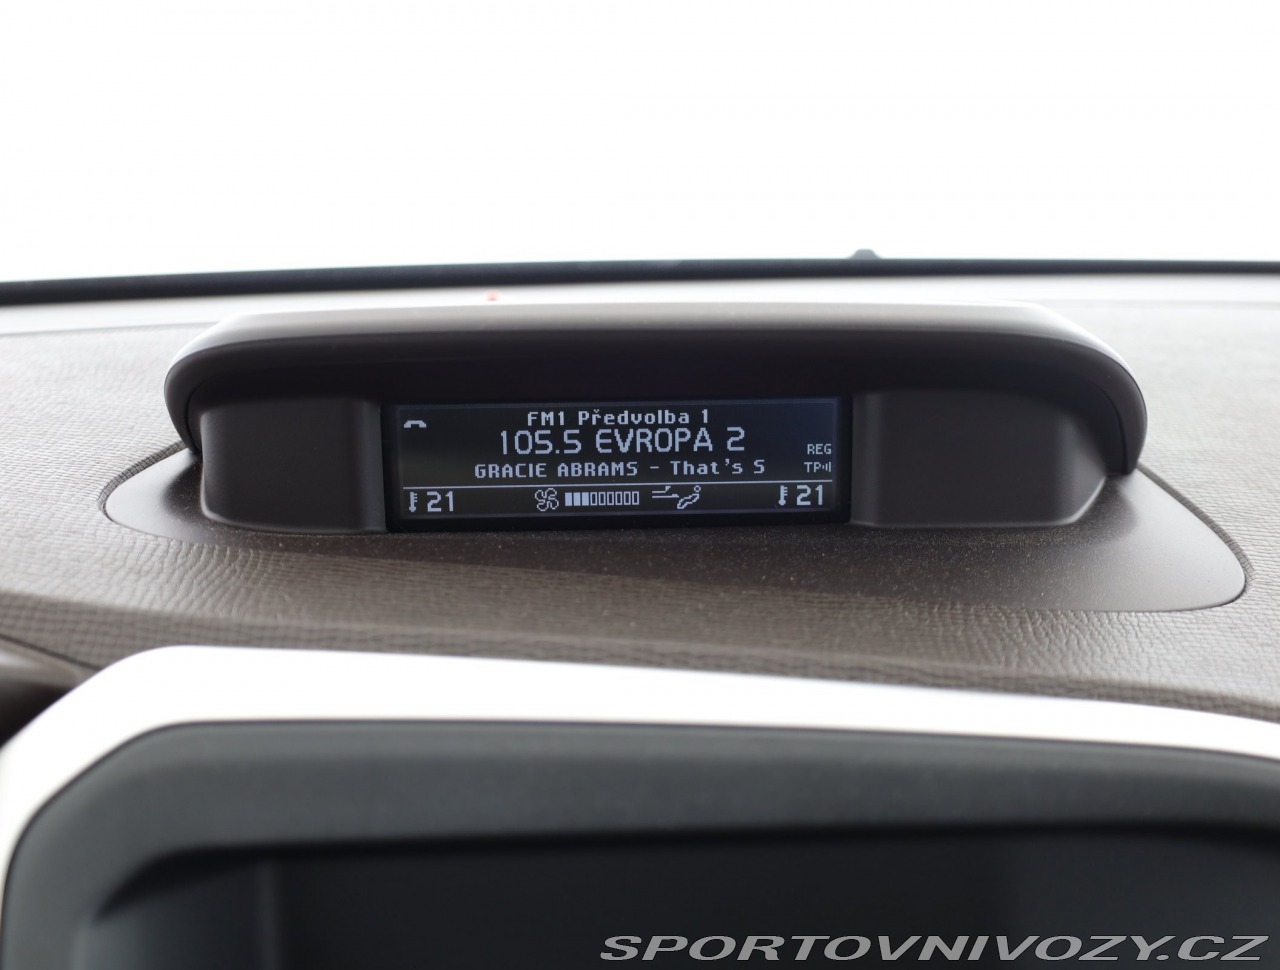 FM1 Předvolba 1
105.5 EVROPA 2
REG
GRACIE ABRAMS - That's S
TP
21
21
SPORTOVNIVOZY.CZ